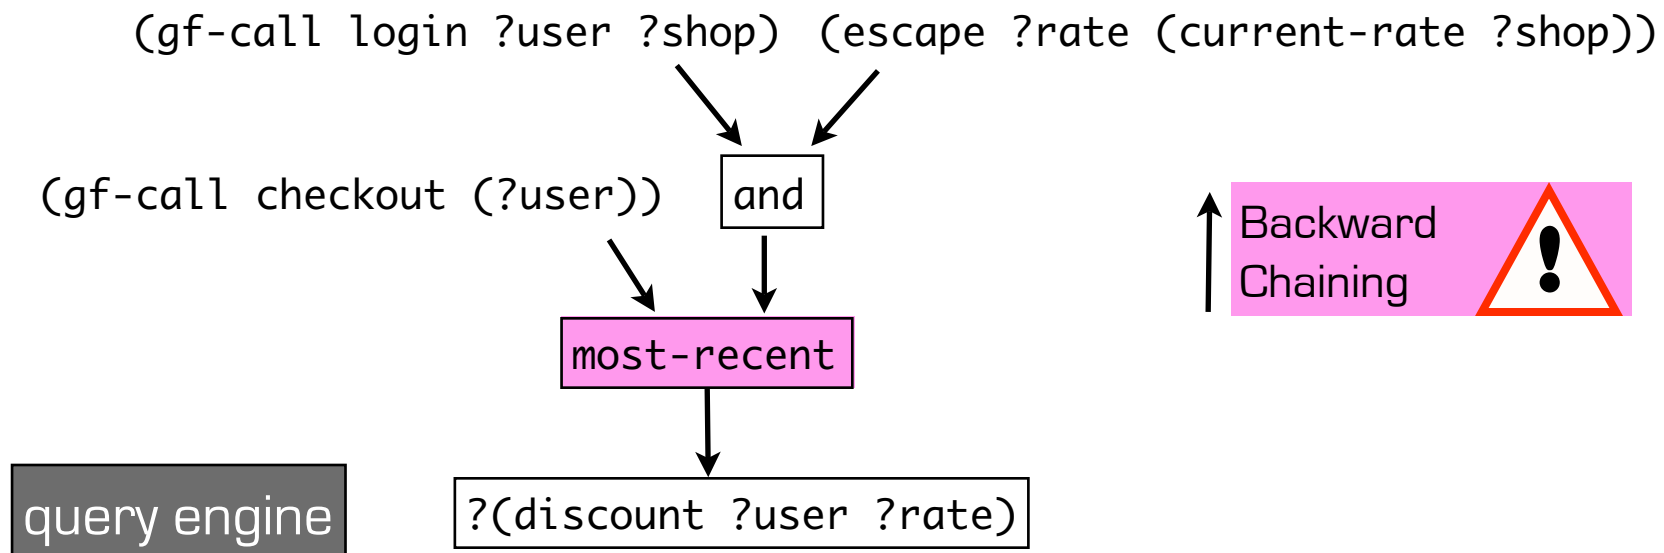 (gf-call login ?user ?shop) (escape ?rate (current-rate ?shop))
(gf-call checkout (?user))
and
Backward
Chaining
!
most-recent
query engine
?(discount ?user ?rate)